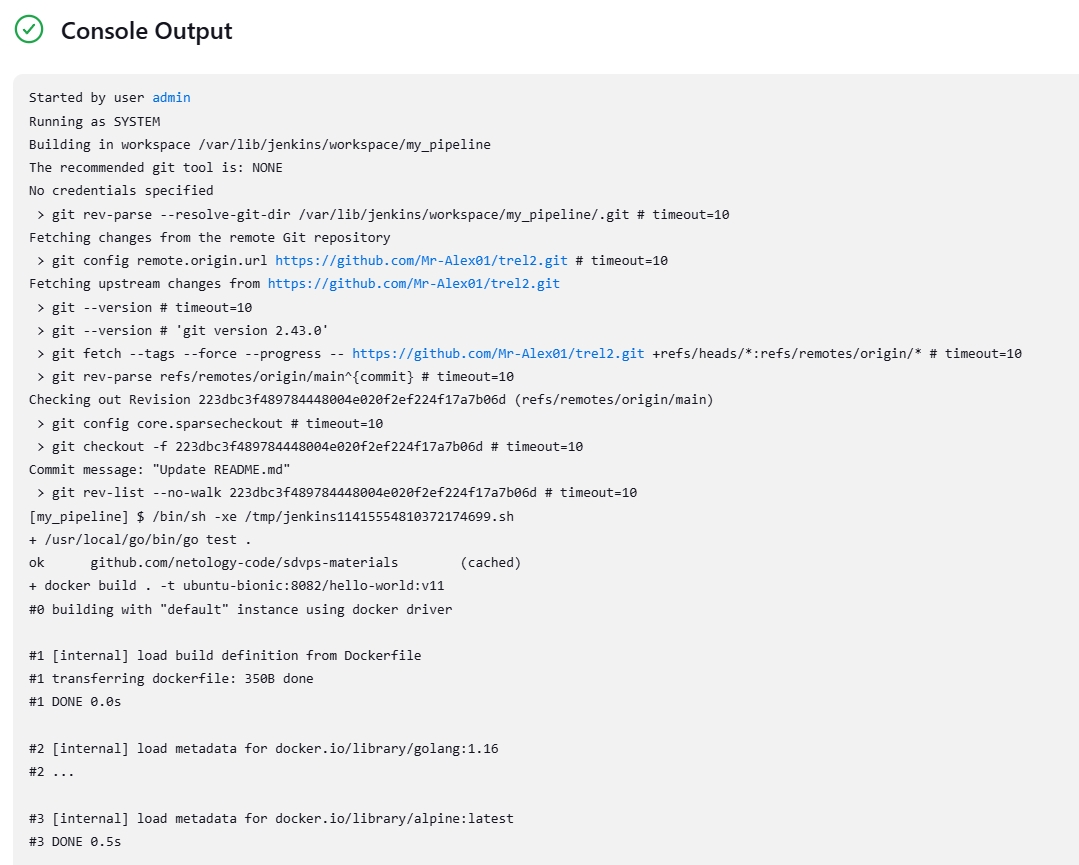 Console Output
Started by user admin
Running as SYSTEM
Building in workspace /var/lib/jenkins/workspace/my_pipeline
The recommended git tool is: NONE
No credentials specified
 > git rev-parse --resolve-git-dir /var/lib/jenkins/workspace/my_pipeline/.git # timeout=10
Fetching changes from the remote Git repository
 > git config remote.origin.url https://github.com/Mr-Alex01/trel2.git # timeout=10
Fetching upstream changes from https://github.com/Mr-Alex01/trel2.git
 > git --version # timeout=10
 > git --version # 'git version 2.43.0'
 > git fetch --tags --force --progress -- https://github.com/Mr-Alex01/trel2.git +refs/heads/*:refs/remotes/origin/* # timeout=10
 > git rev-parse refs/remotes/origin/main^{commit} # timeout=10
Checking out Revision 223dbc3f489784448004e020f2ef224f17a7b06d (refs/remotes/origin/main)
 > git config core.sparsecheckout # timeout=10
 > git checkout -f 223dbc3f489784448004e020f2ef224f17a7b06d # timeout=10
Commit message: "Update README.md"
 > git rev-list --no-walk 223dbc3f489784448004e020f2ef224f17a7b06d # timeout=10
[my_pipeline] $ /bin/sh -xe /tmp/jenkins11415554810372174699.sh
+ /usr/local/go/bin/go test .
ok      github.com/netology-code/sdvps-materials        (cached)
+ docker build . -t ubuntu-bionic:8082/hello-world:v11
#0 building with "default" instance using docker driver
#1 [internal] load build definition from Dockerfile
#1 transferring dockerfile: 350B done
#1 DONE 0.0s
#2 [internal] load metadata for docker.io/library/golang:1.16
#2 ...
#3 [internal] load metadata for docker.io/library/alpine:latest
#3 DONE 0.5s